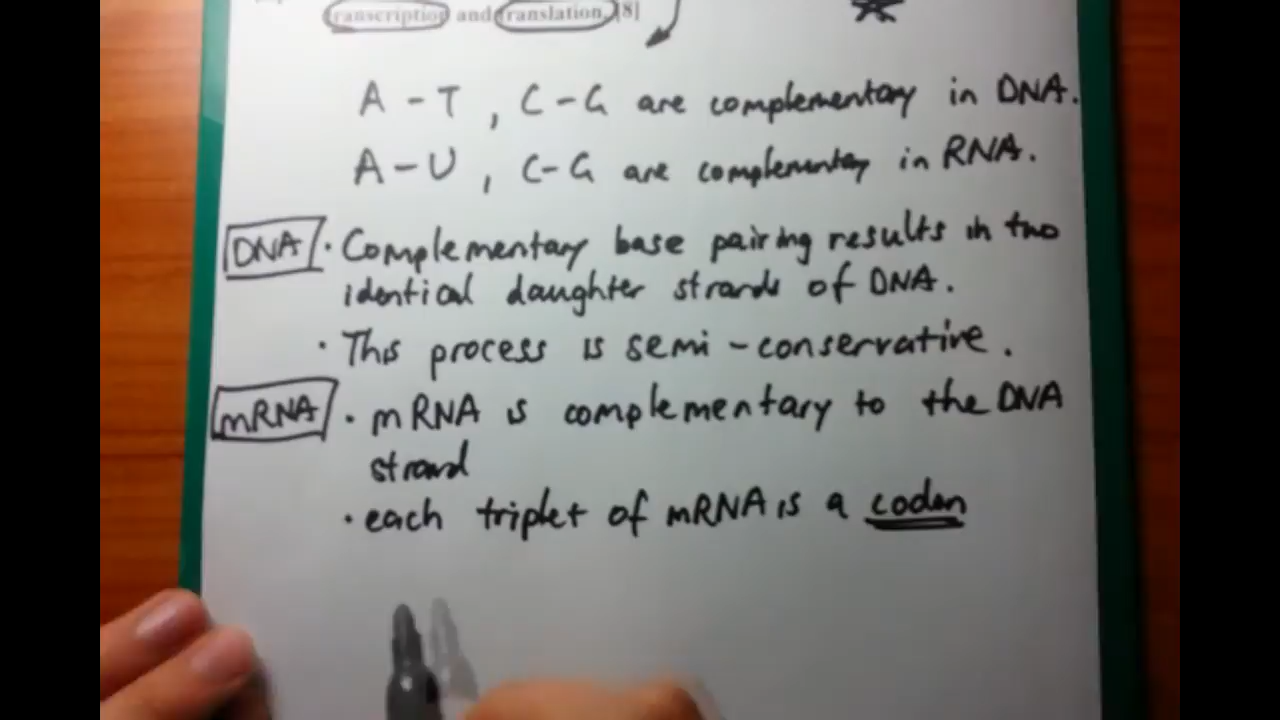 transcription and translation. [8]
A - T , C - G are complementary in DNA.
A - U , C - G are complementary in RNA.
DNA · Complementary base pairing results in two
identical daughter strands of DNA.
· This process is semi - conservative.
mRNA · mRNA is complementary to the DNA
strand
· each triplet of mRNA is a codon